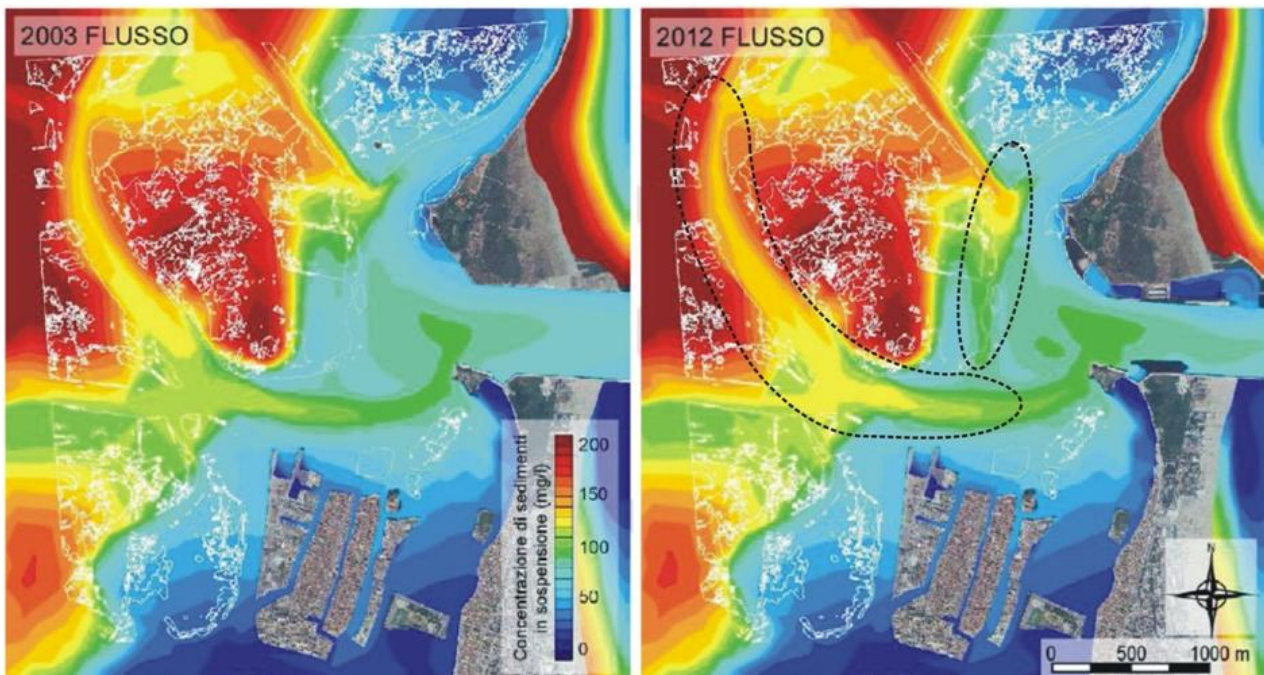 2003 FLUSSO
2012 FLUSSO
Concentrazione di sedimenti
in sospensione (mg/l)
200
150
100
50
0
N
0 500 1000 m